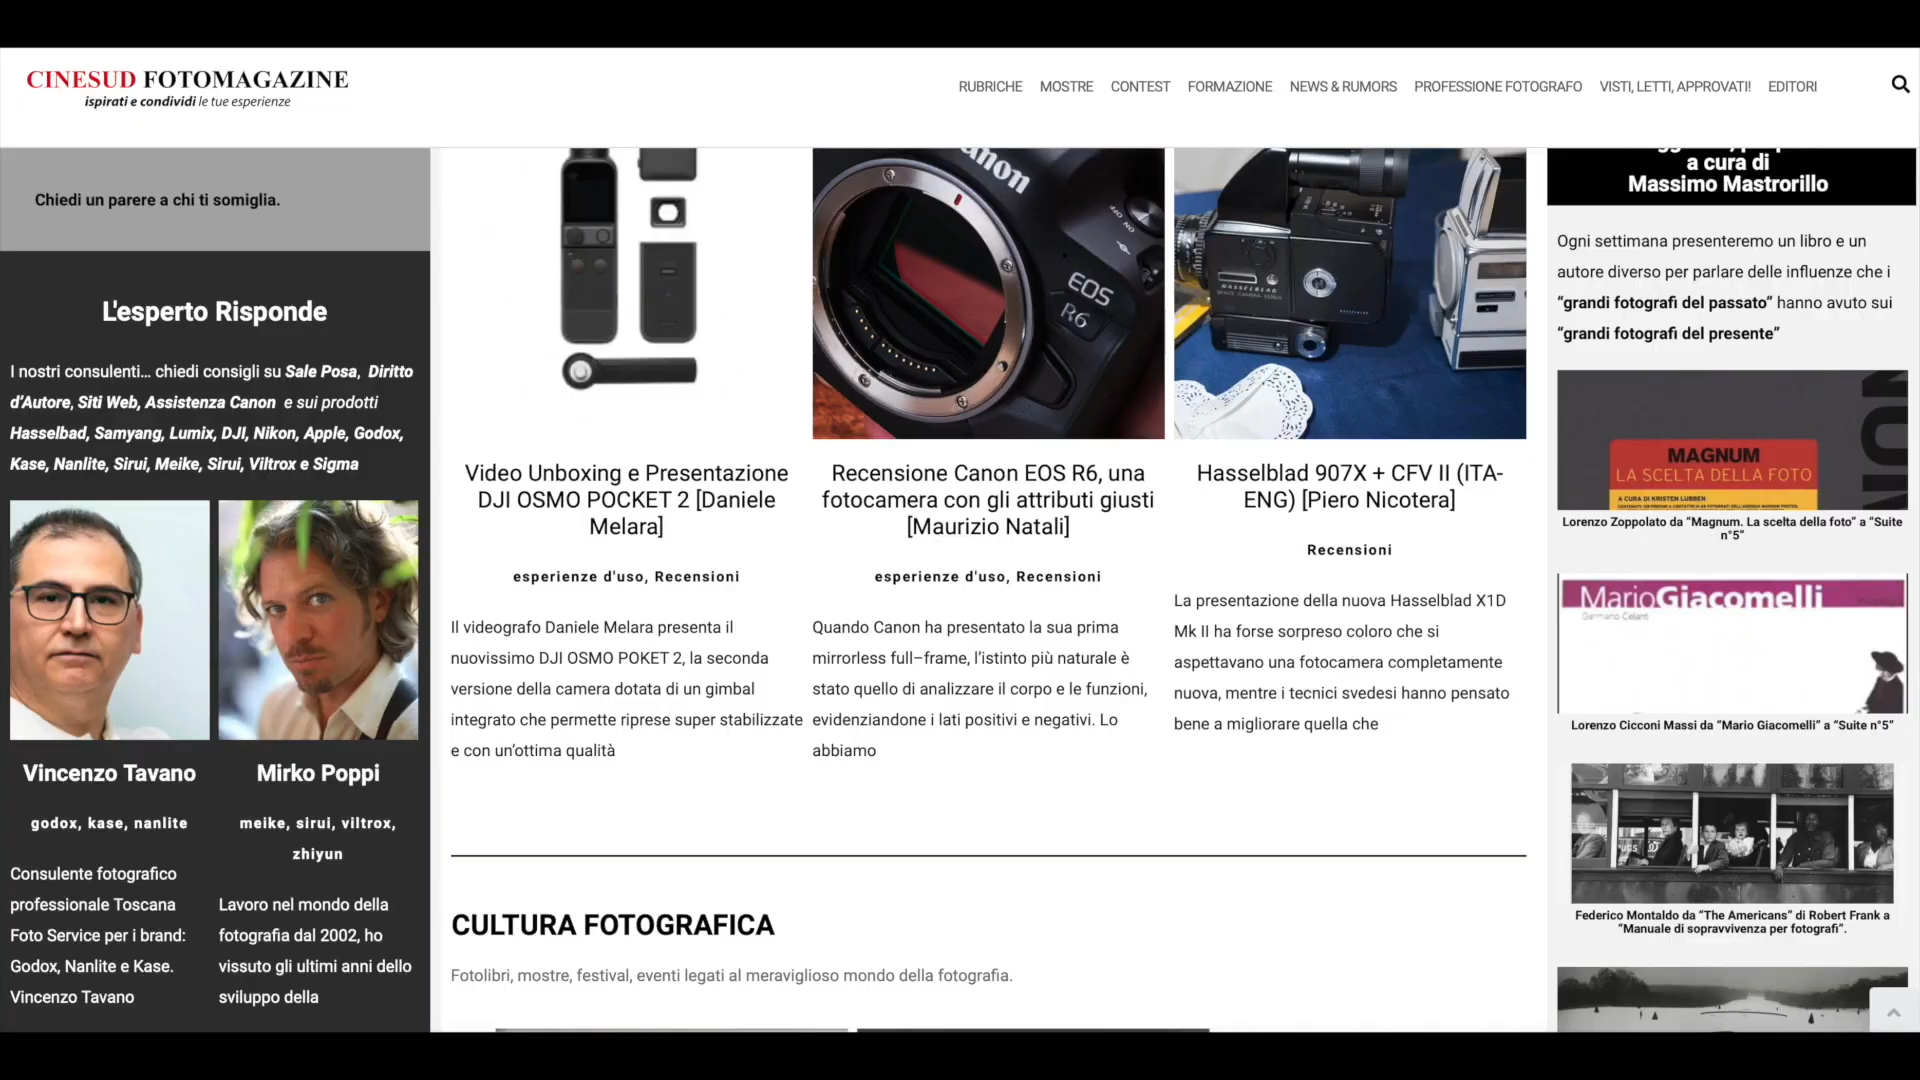 CINESUD FOTOMAGAZINE
ispirati e condividi le tue esperienze
RUBRICHE MOSTRE CONTEST FORMAZIONE NEWS & RUMORS PROFESSIONE FOTOGRAFO VISTI, LETTI, APPROVATI! EDITORI
Chiedi un parere a chi ti somiglia.
L'esperto Risponde
I nostri consulenti... chiedi consigli su Sale Posa, Diritto
d'Autore, Siti Web, Assistenza Canon e sui prodotti
Hasselbad, Samyang, Lumix, DJI, Nikon, Apple, Godox,
Kase, Nanlite, Sirui, Meike, Sirui, Viltrox e Sigma
Vincenzo Tavano
godox, kase, nanlite
Consulente fotografico
professionale Toscana
Foto Service per i brand:
Godox, Nanlite e Kase.
Vincenzo Tavano
Mirko Poppi
meike, sirui, viltrox,
zhiyun
Lavoro nel mondo della
fotografia dal 2002, ho
vissuto gli ultimi anni dello
sviluppo della
Video Unboxing e Presentazione
DJI OSMO POCKET 2 [Daniele
Melara]
esperienze d'uso, Recensioni
Il videografo Daniele Melara presenta il
nuovissimo DJI OSMO POKET 2, la seconda
versione della camera dotata di un gimbal
integrato che permette riprese super stabilizzate
e con un'ottima qualità
Canon
ON
OFF
EOS
R6
Recensione Canon EOS R6, una
fotocamera con gli attributi giusti
[Maurizio Natali]
esperienze d'uso, Recensioni
Quando Canon ha presentato la sua prima
mirrorless full–frame, l'istinto più naturale è
stato quello di analizzare il corpo e le funzioni,
evidenziandone i lati positivi e negativi. Lo
abbiamo
HASSELBLAD
Hasselblad 907X + CFV II (ITA-
ENG) [Piero Nicotera]
Recensioni
La presentazione della nuova Hasselblad X1D
Mk II ha forse sorpreso coloro che si
aspettavano una fotocamera completamente
nuova, mentre i tecnici svedesi hanno pensato
bene a migliorare quella che
CULTURA FOTOGRAFICA
Fotolibri, mostre, festival, eventi legati al meraviglioso mondo della fotografia.
a cura di
Massimo Mastrorillo
Ogni settimana presenteremo un libro e un
autore diverso per parlare delle influenze che i
“grandi fotografi del passato” hanno avuto sui
“grandi fotografi del presente”
MAGNUM
LA SCELTA DELLA FOTO
A CURA DI KRISTEN LUBBEN
Lorenzo Zoppolato da “Magnum. La scelta della foto” a “Suite
n°5”
MarioGiacomelli
Germano Celant
Lorenzo Cicconi Massi da “Mario Giacomelli” a “Suite n°5”
Federico Montaldo da “The Americans” di Robert Frank a
“Manuale di sopravvivenza per fotografi”.